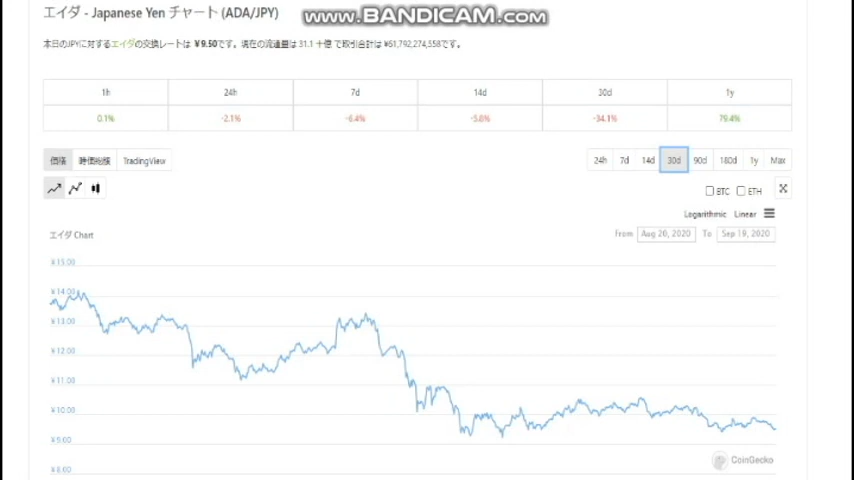 エイダ - Japanese Yen チャート (ADA/JPY)
www.BANDICAM.com
本日のJPYに対するエイダの交換レートは ¥9.50です。現在の流通量は 31.1 十億 で取引合計は ¥61,792,274,558です。
1h 24h 7d 14d 30d 1y
0.1% -2.1% -6.4% -5.8% -34.1% 79.4%
価格 時価総額 TradingView
24h 7d 14d 30d 90d 180d 1y Max
BTC ETH
Logarithmic Linear
エイダ Chart
From Aug 20, 2020 To Sep 19, 2020
¥15.00
¥14.00
¥13.00
¥12.00
¥11.00
¥10.00
¥9.00
¥8.00
CoinGecko